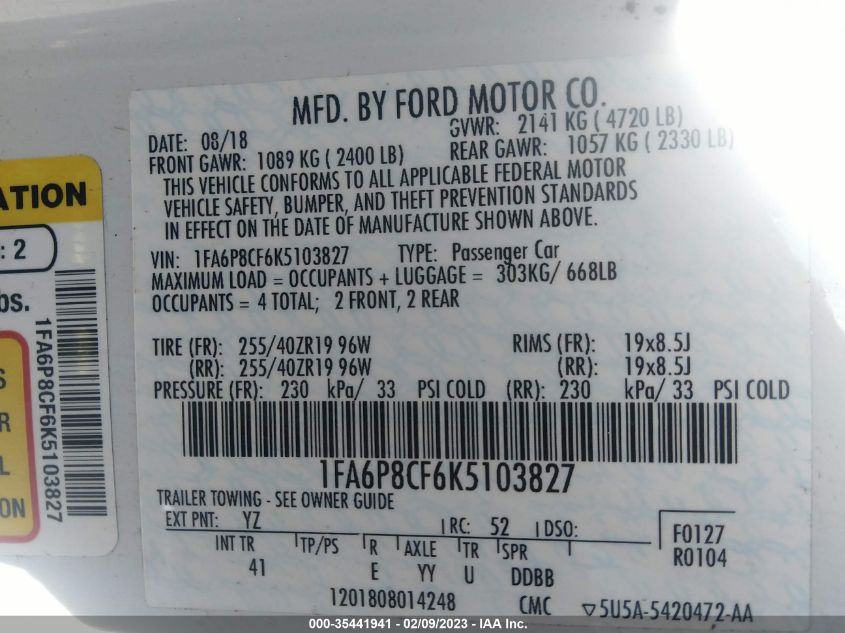 MFD. BY FORD MOTOR CO.
DATE: 08/18 GVWR: 2141 KG ( 4720 LB)
FRONT GAWR: 1089 KG ( 2400 LB) REAR GAWR: 1057 KG ( 2330 LB)
THIS VEHICLE CONFORMS TO ALL APPLICABLE FEDERAL MOTOR
VEHICLE SAFETY, BUMPER, AND THEFT PREVENTION STANDARDS
IN EFFECT ON THE DATE OF MANUFACTURE SHOWN ABOVE.
VIN: 1FA6P8CF6K5103827 TYPE: Passenger Car
MAXIMUM LOAD = OCCUPANTS + LUGGAGE = 303KG/ 668LB
OCCUPANTS = 4 TOTAL; 2 FRONT, 2 REAR
TIRE (FR): 255/40ZR19 96W RIMS (FR): 19x8.5J
(RR): 255/40ZR19 96W (RR): 19x8.5J
PRESSURE (FR): 230 kPa/ 33 PSI COLD (RR): 230 kPa/ 33 PSI COLD
1FA6P8CF6K5103827
TRAILER TOWING - SEE OWNER GUIDE
EXT PNT: YZ RC: 52 DSO: F0127
R0104
INT TR TP/PS R AXLE TR SPR
41 E YY U DDBB
1201808014248 CMC ▽5U5A-5420472-AA
ATION
: 2
bs.
1FA6P8CF6K5103827
S
R
L
ON
000-35441941 - 02/09/2023 - IAA Inc.